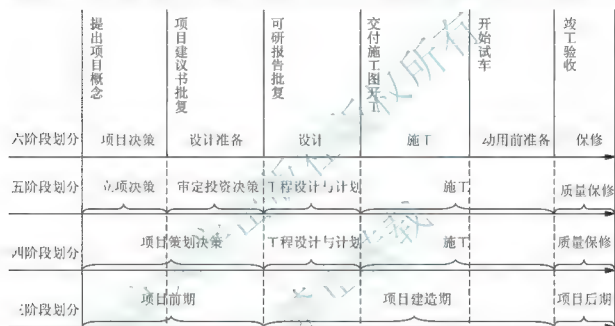 提出项目概念
项目建议书批复
可研报告批复
交付施工图开工
开始试车
竣工验收
六阶段划分 项目决策 设计准备 设计 施工 动用前准备 保修
五阶段划分 立项决策 审定投资决策 工程设计与计划 施工 质量保修
四阶段划分 项目策划决策 工程设计与计划 施工 质量保修
阶段划分 项目前期 项目建造期 项目后期